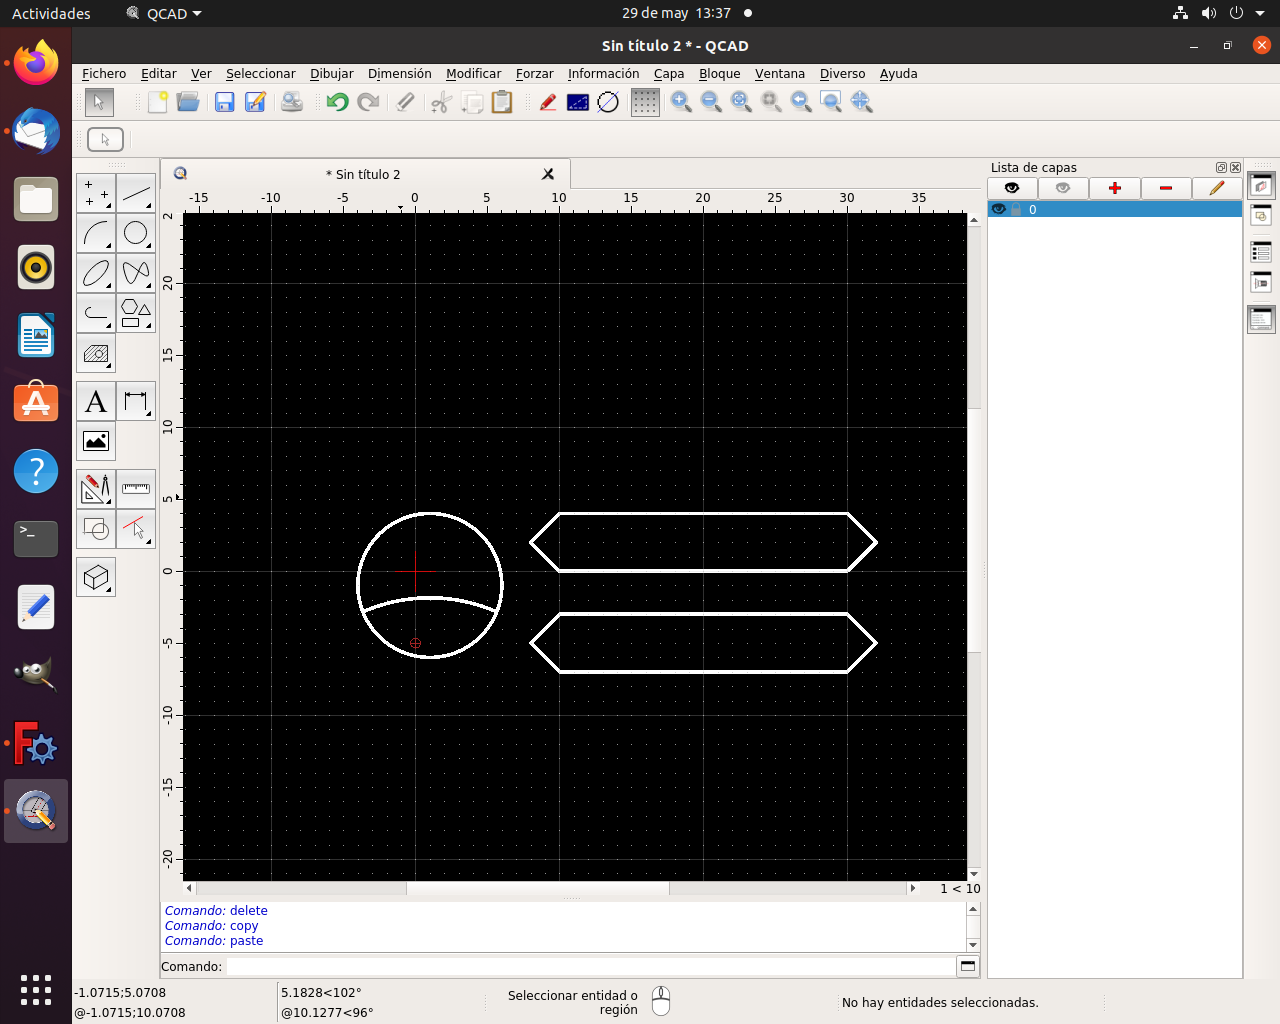 Actividades
QCAD
29 de may 13:37
Sin título 2 * - QCAD
Fichero Editar Ver Seleccionar Dibujar Dimensión Modificar Forzar Información Capa Bloque Ventana Diverso Ayuda
* Sin título 2
Lista de capas
0
-15 -10 -5 0 5 10 15 20 25 30 35
2
20
15
10
5
0
-5
-10
-15
-20
1 < 10
Comando: delete
Comando: copy
Comando: paste
Comando:
-1.0715;5.0708
@-1.0715;10.0708
5.1828<102°
@10.1277<96°
Seleccionar entidad o
región
No hay entidades seleccionadas.